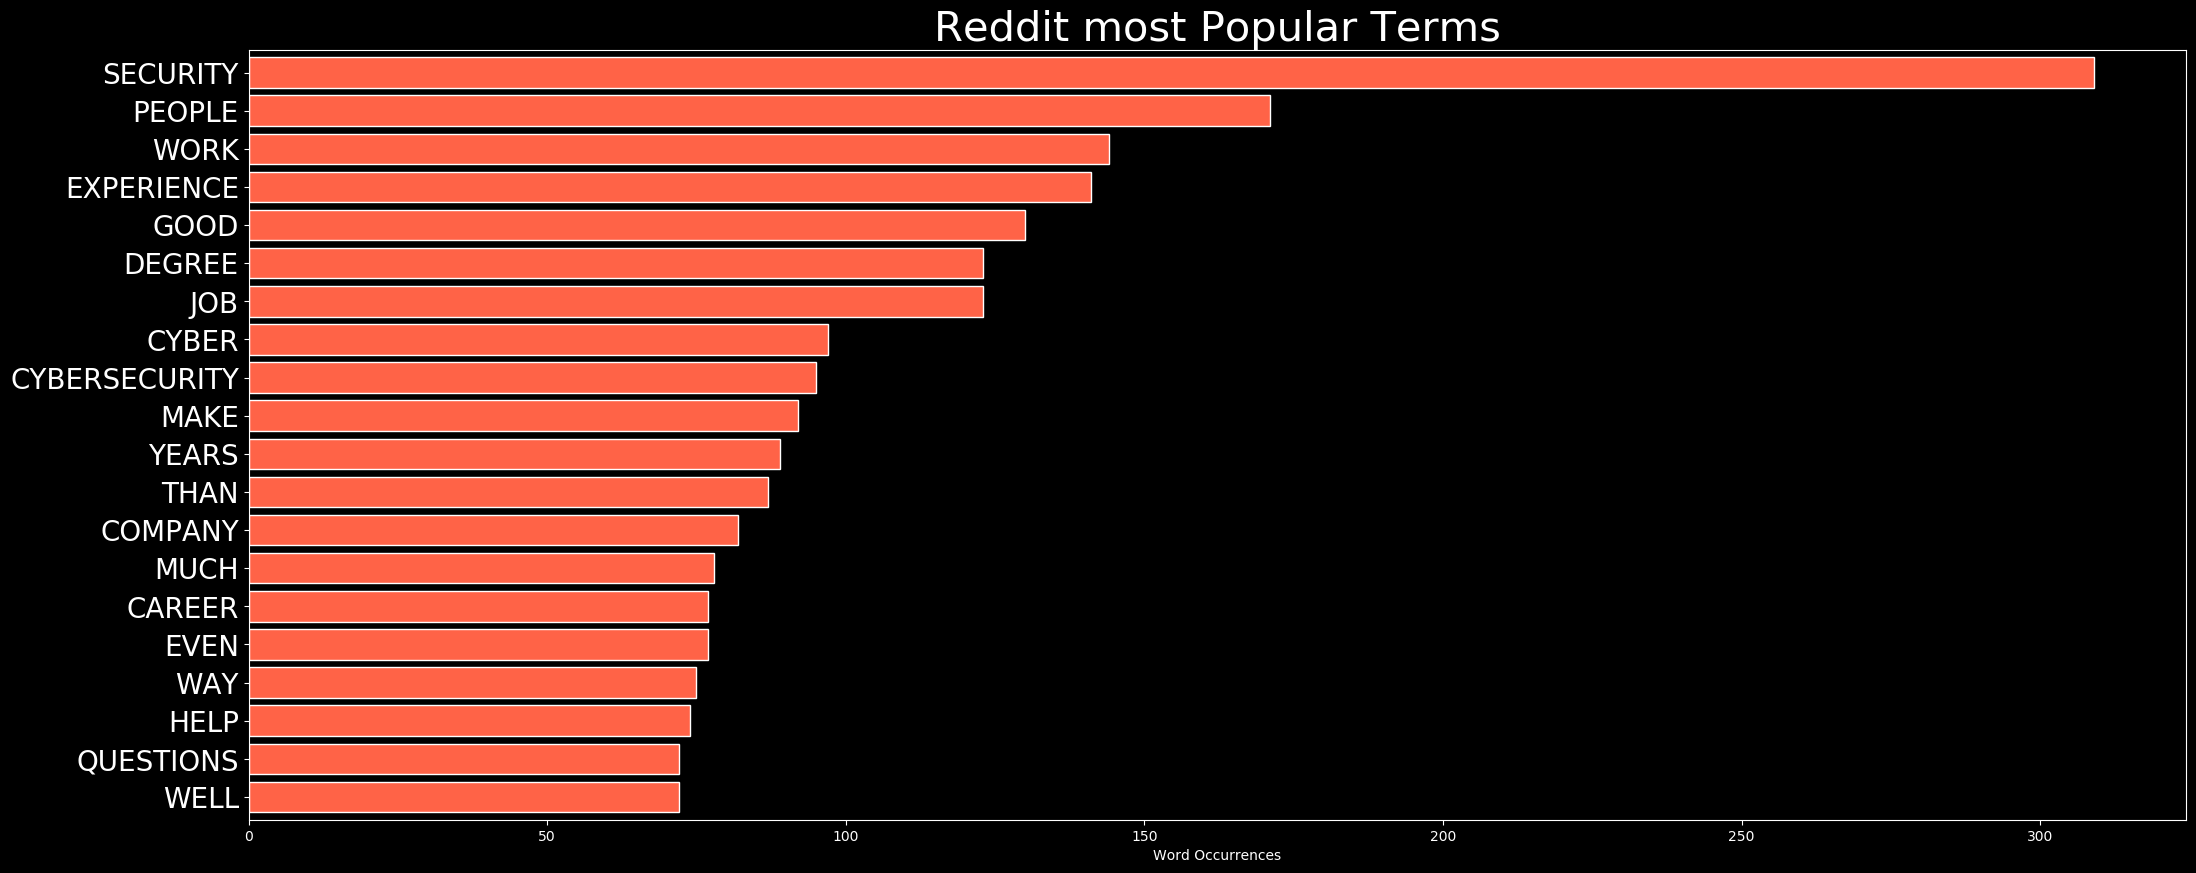 Reddit most Popular Terms
SECURITY
PEOPLE
WORK
EXPERIENCE
GOOD
DEGREE
JOB
CYBER
CYBERSECURITY
MAKE
YEARS
THAN
COMPANY
MUCH
CAREER
EVEN
WAY
HELP
QUESTIONS
WELL
0 50 100 150 200 250 300
Word Occurrences